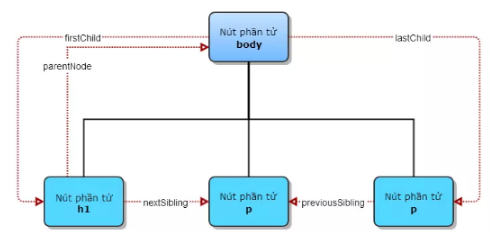 Nút phần tử
body
firstChild
lastChild
parentNode
Nút phần tử
h1
nextSibling
Nút phần tử
p
previousSibling
Nút phần tử
p